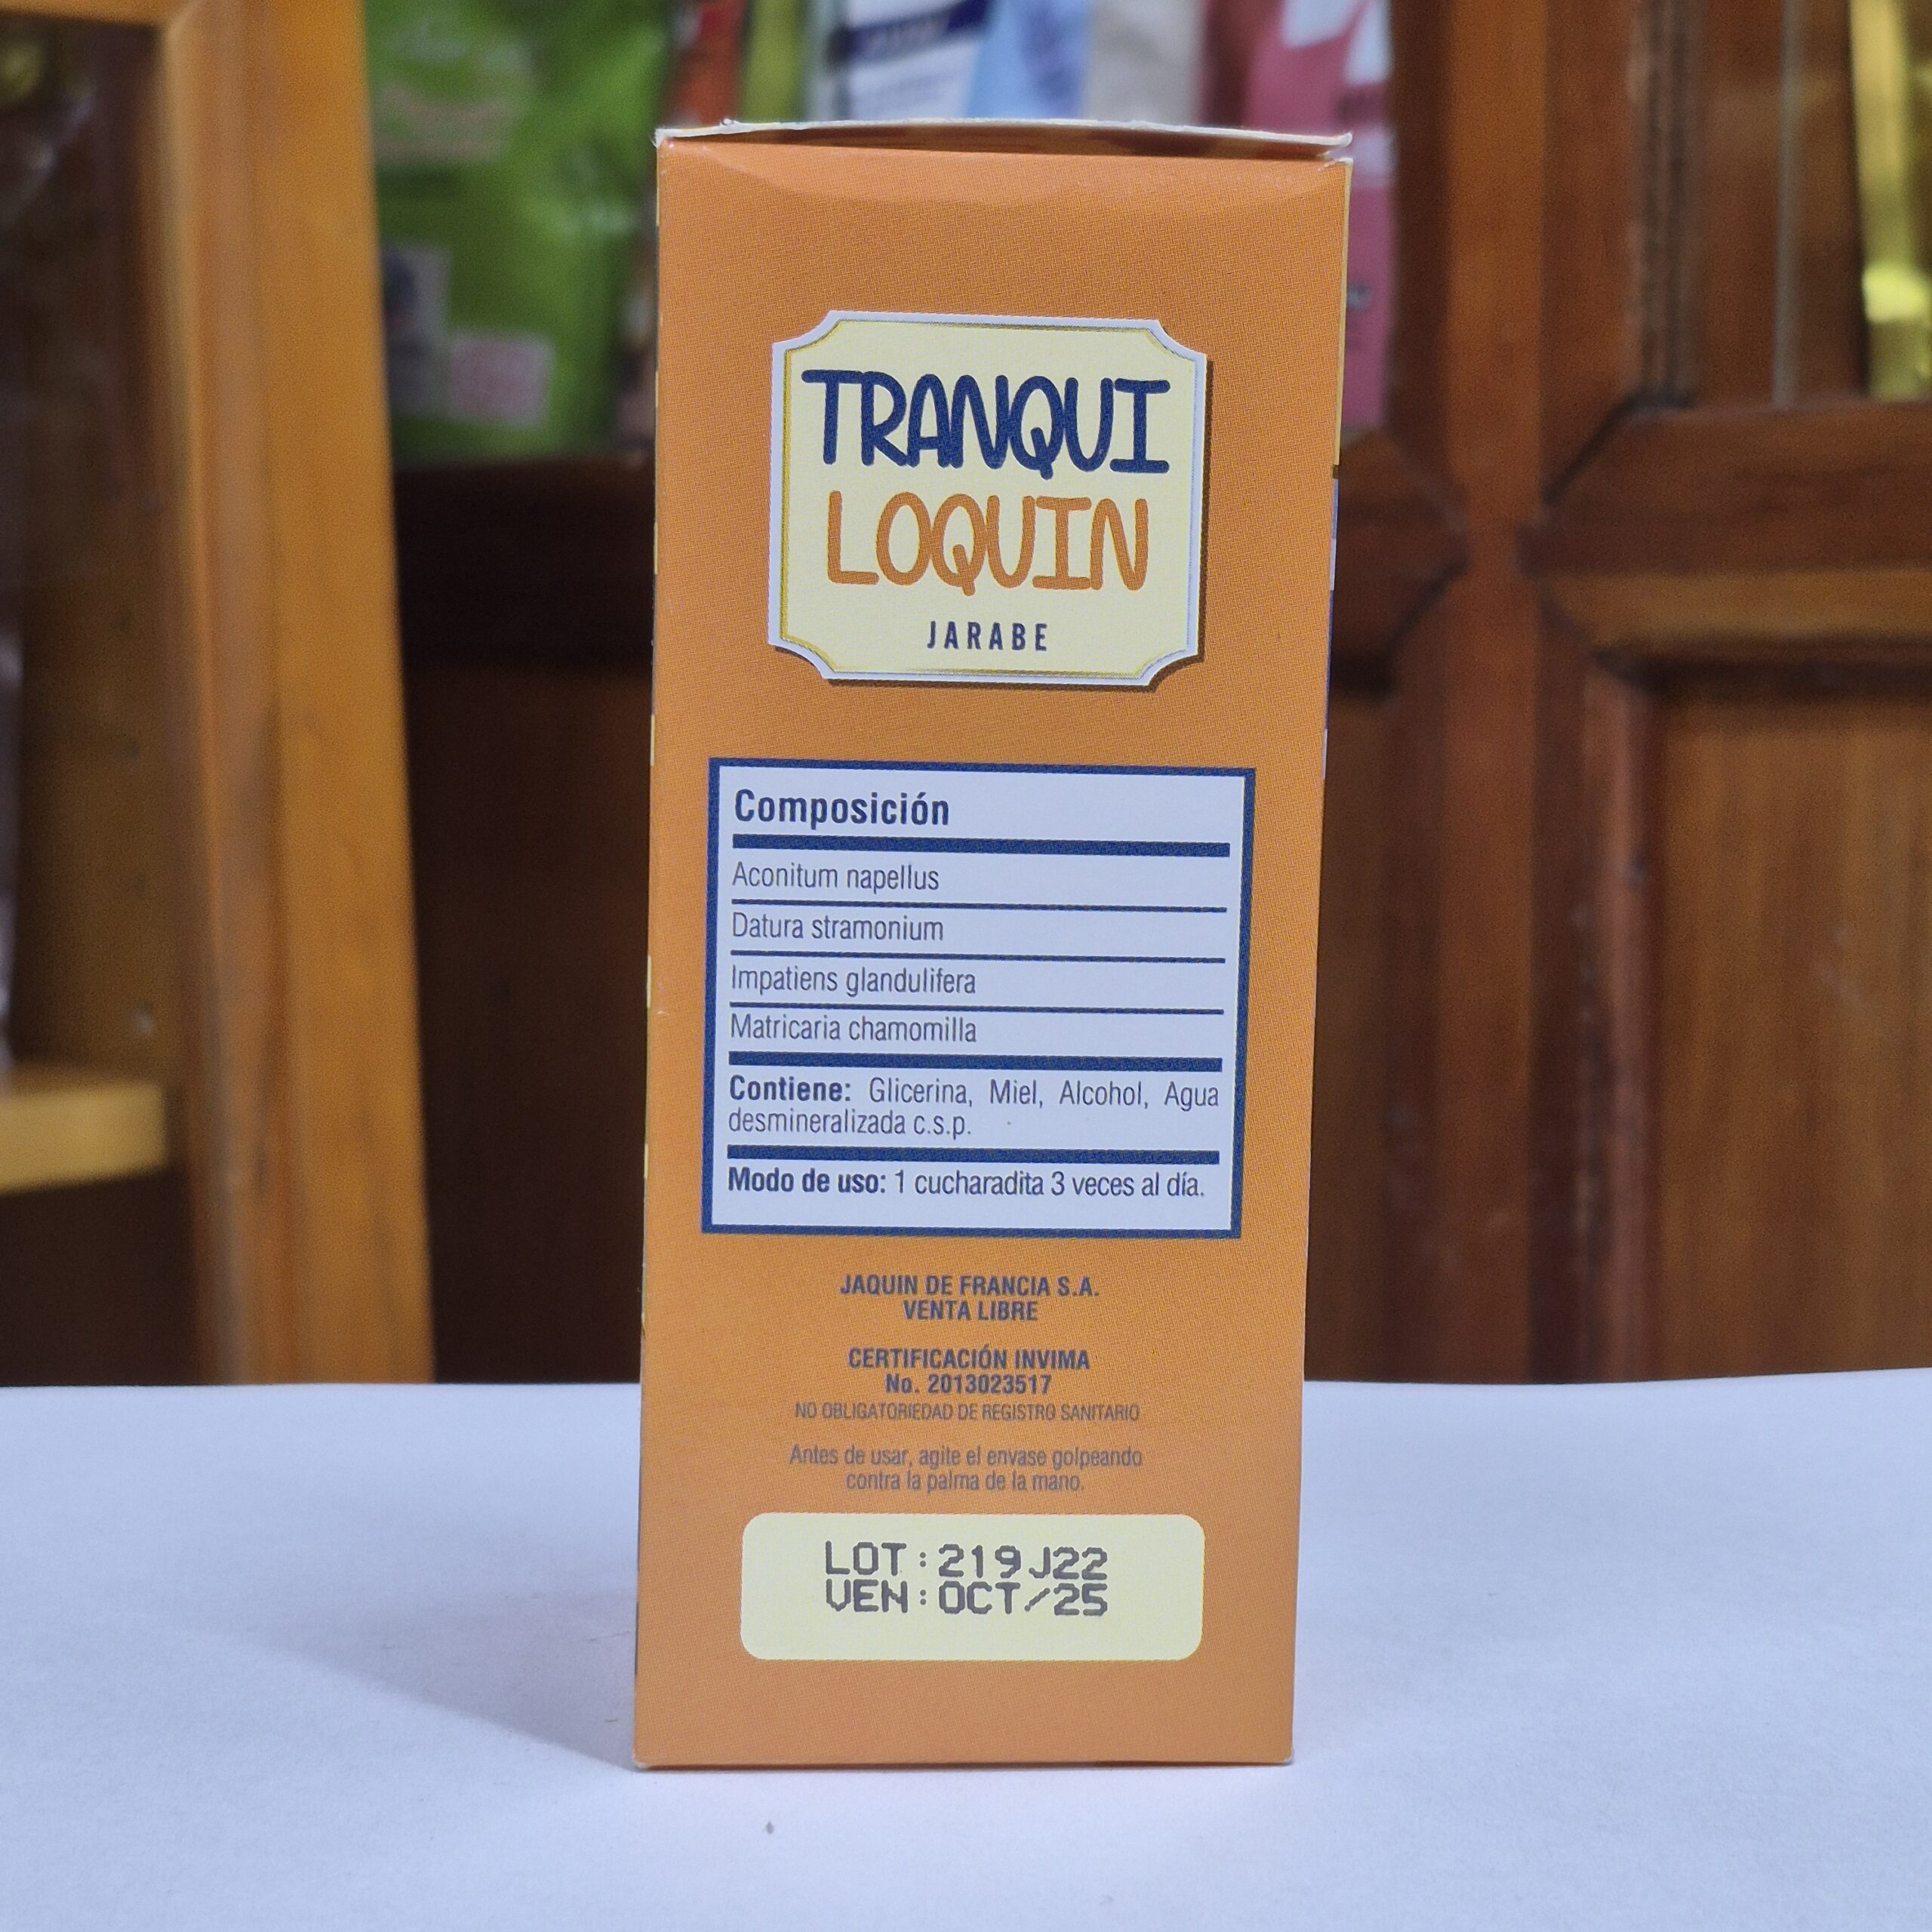 TRANQUI
LOQUIN
JARABE
Composición
Aconitum napellus
Datura stramonium
Impatiens glandulifera
Matricaria chamomilla
Contiene: Glicerina, Miel, Alcohol, Agua
desmineralizada c.s.p.
Modo de uso: 1 cucharadita 3 veces al día.
JAQUIN DE FRANCIA S.A.
VENTA LIBRE
CERTIFICACIÓN INVIMA
No. 2013023517
NO OBLIGATORIEDAD DE REGISTRO SANITARIO
Antes de usar, agite el envase golpeando
contra la palma de la mano.
LOT:219J22
VEN:OCT/25